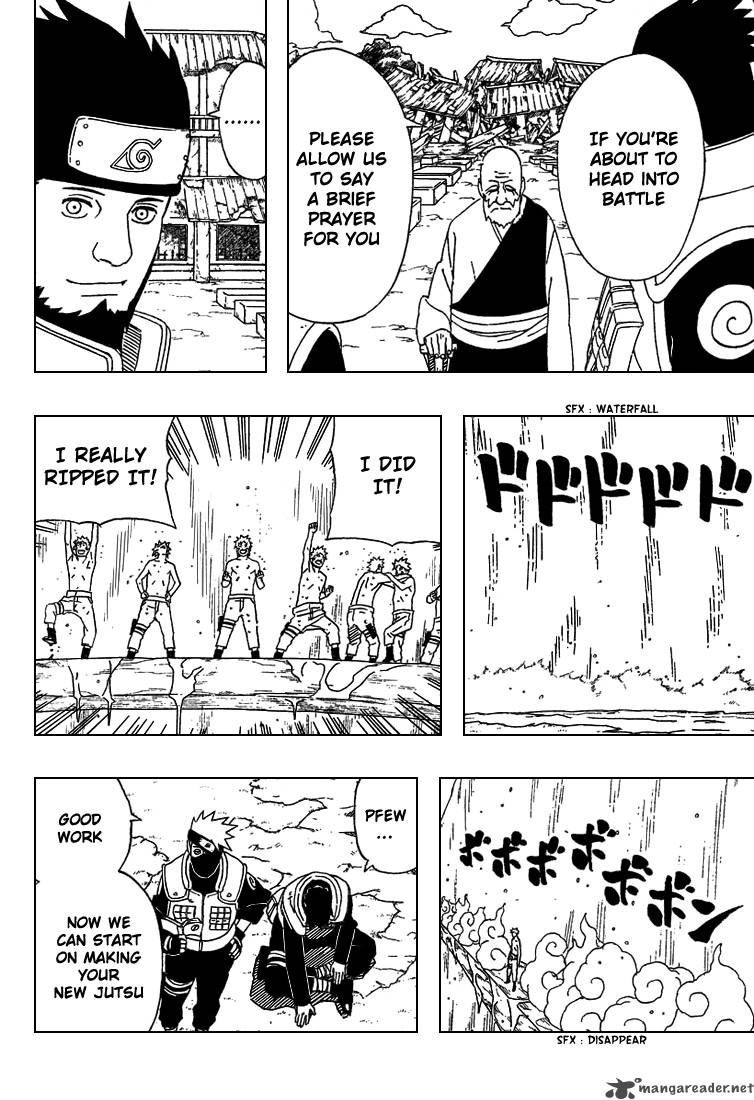 IF YOU'RE
ABOUT TO
HEAD INTO
BATTLE
PLEASE
ALLOW US
TO SAY
A BRIEF
PRAYER
FOR YOU
.......
SFX : WATERFALL
ドドドドド
I DID
IT!
I REALLY
RIPPED IT!
ボボボボボボン
SFX : DISAPPEAR
PFEW
...
GOOD
WORK
NOW WE
CAN START
ON MAKING
YOUR
NEW JUTSU
mangareader.net